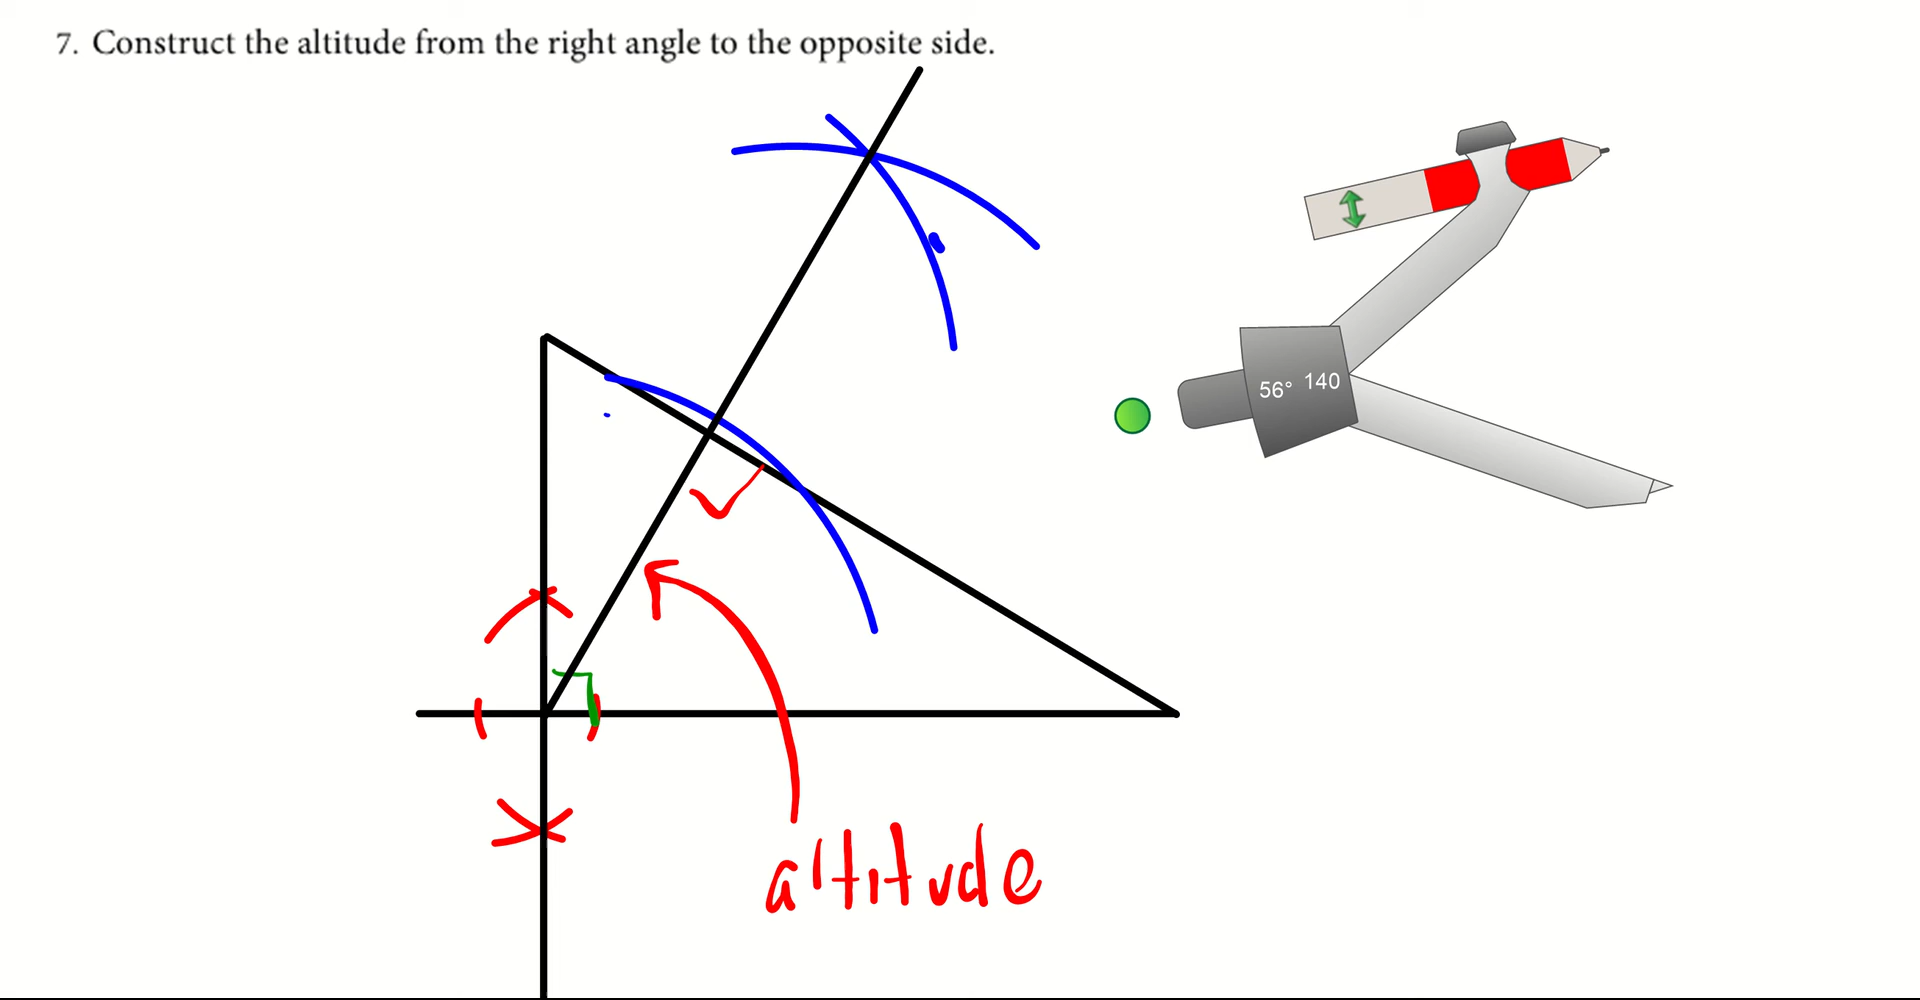 7. Construct the altitude from the right angle to the opposite side.
56° 140
altitude